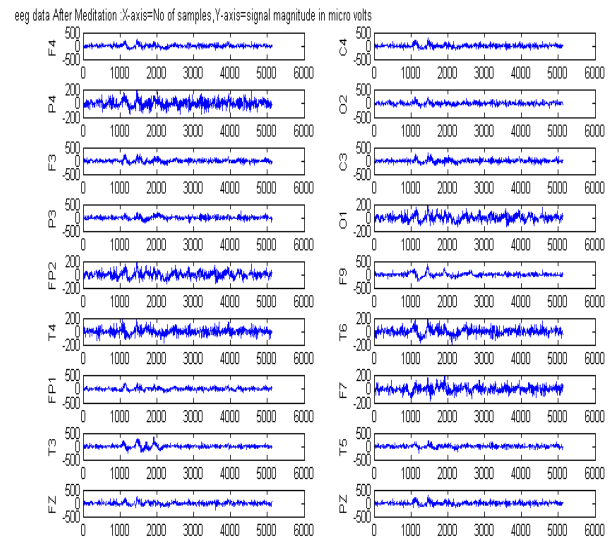 eeg data After Meditation :X-axis=No of samples,Y-axis=signal magnitude in micro volts
F4 500 0 -500 0 1000 2000 3000 4000 5000 6000
C4 500 0 -500 0 1000 2000 3000 4000 5000 6000
P4 200 0 -200 0 1000 2000 3000 4000 5000 6000
O2 500 0 -500 0 1000 2000 3000 4000 5000 6000
F3 500 0 -500 0 1000 2000 3000 4000 5000 6000
C3 500 0 -500 0 1000 2000 3000 4000 5000 6000
P3 500 0 -500 0 1000 2000 3000 4000 5000 6000
O1 200 0 -200 0 1000 2000 3000 4000 5000 6000
FP2 200 0 -200 0 1000 2000 3000 4000 5000 6000
F9 500 0 -500 0 1000 2000 3000 4000 5000 6000
T4 200 0 -200 0 1000 2000 3000 4000 5000 6000
T6 200 0 -200 0 1000 2000 3000 4000 5000 6000
FP1 500 0 -500 0 1000 2000 3000 4000 5000 6000
F7 200 0 -200 0 1000 2000 3000 4000 5000 6000
T3 500 0 -500 0 1000 2000 3000 4000 5000 6000
T5 500 0 -500 0 1000 2000 3000 4000 5000 6000
FZ 500 0 -500 0 1000 2000 3000 4000 5000 6000
PZ 500 0 -500 0 1000 2000 3000 4000 5000 6000